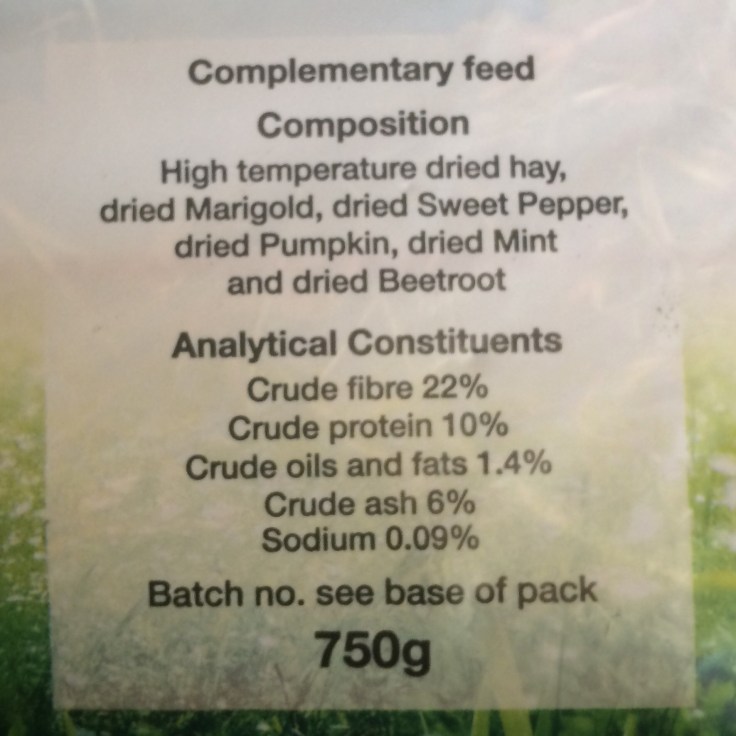 Complementary feed
Composition
High temperature dried hay,
dried Marigold, dried Sweet Pepper,
dried Pumpkin, dried Mint
and dried Beetroot
Analytical Constituents
Crude fibre 22%
Crude protein 10%
Crude oils and fats 1.4%
Crude ash 6%
Sodium 0.09%
Batch no. see base of pack
750g